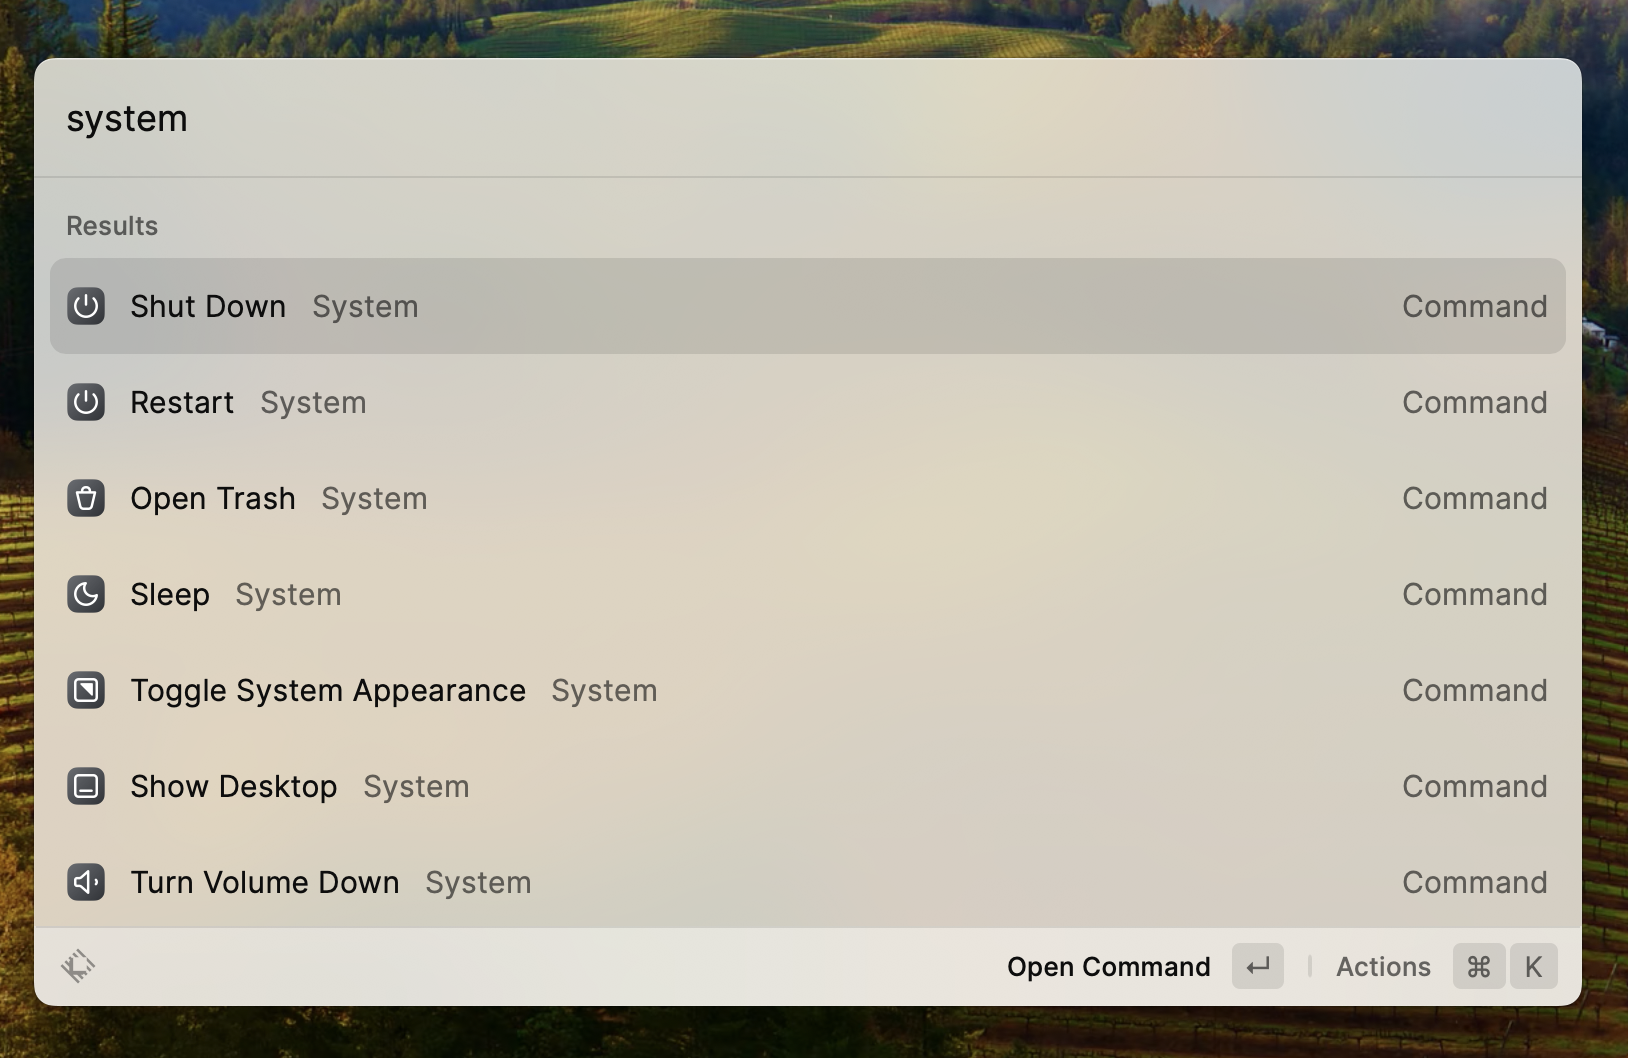 system
Results
Shut Down System Command
Restart System Command
Open Trash System Command
Sleep System Command
Toggle System Appearance System Command
Show Desktop System Command
Turn Volume Down System Command
Open Command ↵ Actions ⌘ K